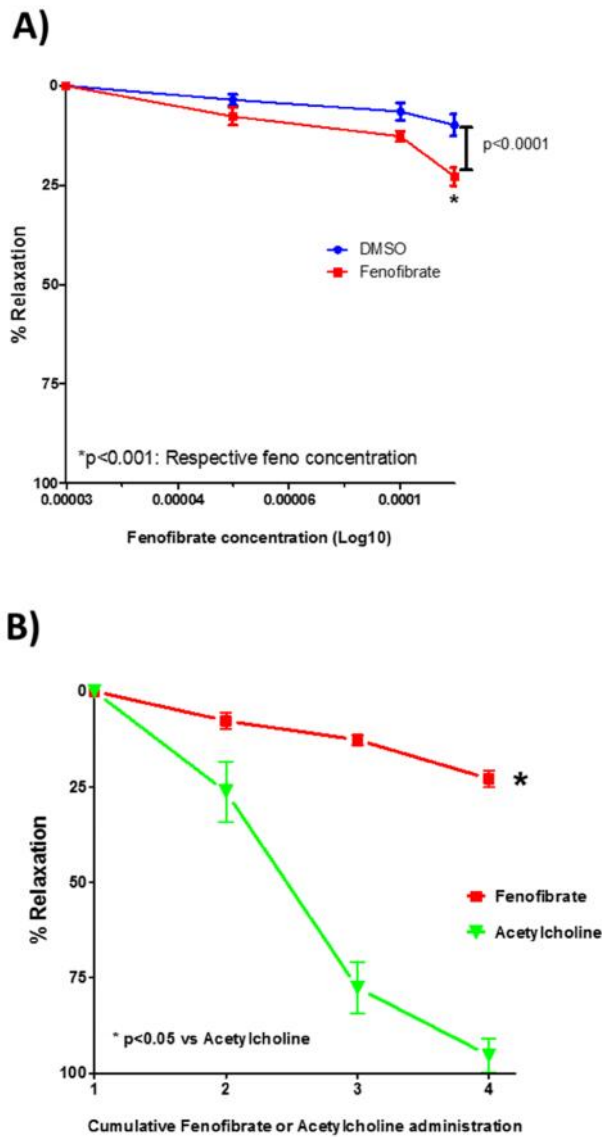 A)
0
25
50
75
100
% Relaxation
p<0.0001
*
DMSO
Fenofibrate
*p<0.001: Respective feno concentration
0.00003 0.00004 0.00006 0.0001
Fenofibrate concentration (Log10)
B)
0
25
50
75
100
% Relaxation
*
Fenofibrate
Acetylcholine
* p<0.05 vs Acetylcholine
1 2 3 4
Cumulative Fenofibrate or Acetylcholine administration